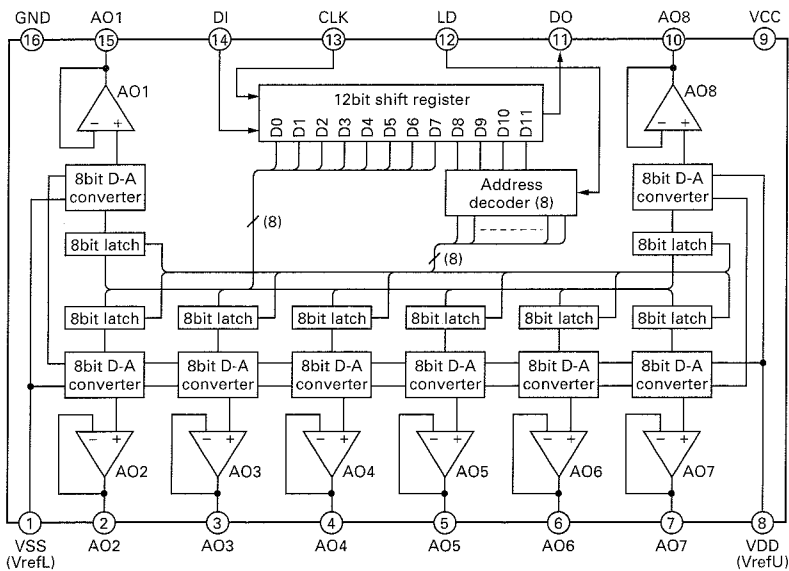 GND AO1 DI CLK LD DO AO8 VCC
16 15 14 13 12 11 10 9
AO1
AO8
12bit shift register
D0 D1 D2 D3 D4 D5 D6 D7 D8 D9 D10 D11
− +
− +
8bit D-A
converter
8bit D-A
converter
Address
decoder (8)
(8)
8bit latch
8bit latch
(8)
8bit latch 8bit latch 8bit latch 8bit latch 8bit latch 8bit latch
8bit D-A 8bit D-A 8bit D-A 8bit D-A 8bit D-A 8bit D-A
converter converter converter converter converter converter
− + − + − + − + − + − +
AO2 AO3 AO4 AO5 AO6 AO7
1 2 3 4 5 6 7 8
VSS AO2 AO3 AO4 AO5 AO6 AO7 VDD
(VrefL) (VrefU)